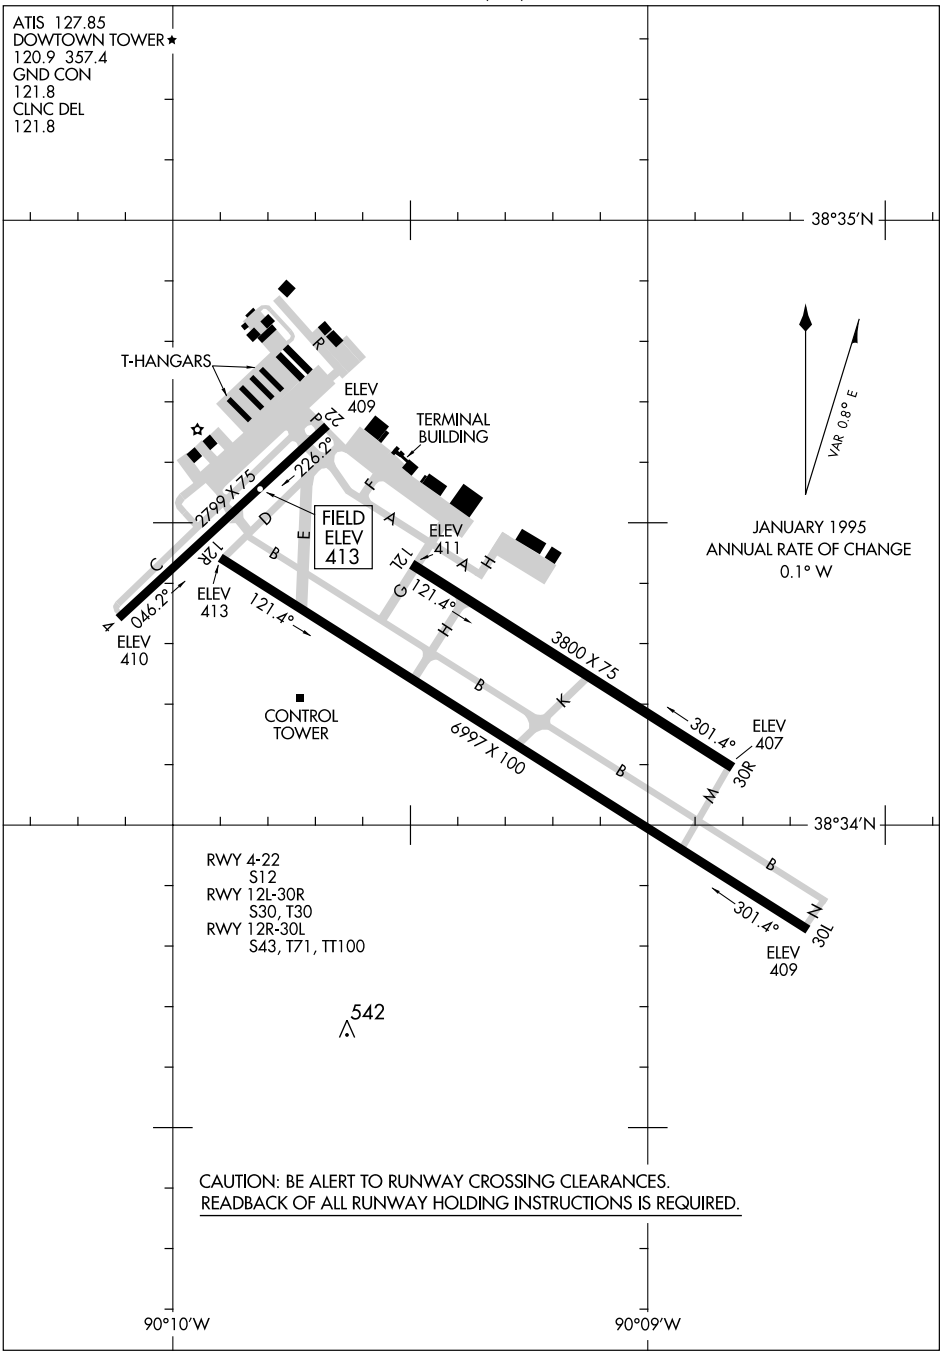 ATIS 127.85
DOWTOWN TOWER
120.9 357.4
GND CON
121.8
CLNC DEL
121.8
38°35'N
R
T-HANGARS
ELEV
409
22
P
TERMINAL
BUILDING
VAR 0.8° E
226.2°
2799 X 75
F
D
A
E
FIELD
ELEV
413
JANUARY 1995
ANNUAL RATE OF CHANGE
0.1° W
ELEV
411
12L
A
H
12R
B
C
G
121.4°
046.2°
ELEV
413
121.4°
4
ELEV
410
H
3800 X 75
B
K
CONTROL
TOWER
6997 X 100
301.4°
ELEV
407
30R
B
M
38°34'N
RWY 4-22
S12
RWY 12L-30R
S30, T30
RWY 12R-30L
S43, T71, TT100
B
301.4°
N
30L
ELEV
409
542
CAUTION: BE ALERT TO RUNWAY CROSSING CLEARANCES.
READBACK OF ALL RUNWAY HOLDING INSTRUCTIONS IS REQUIRED.
90°10'W
90°09'W